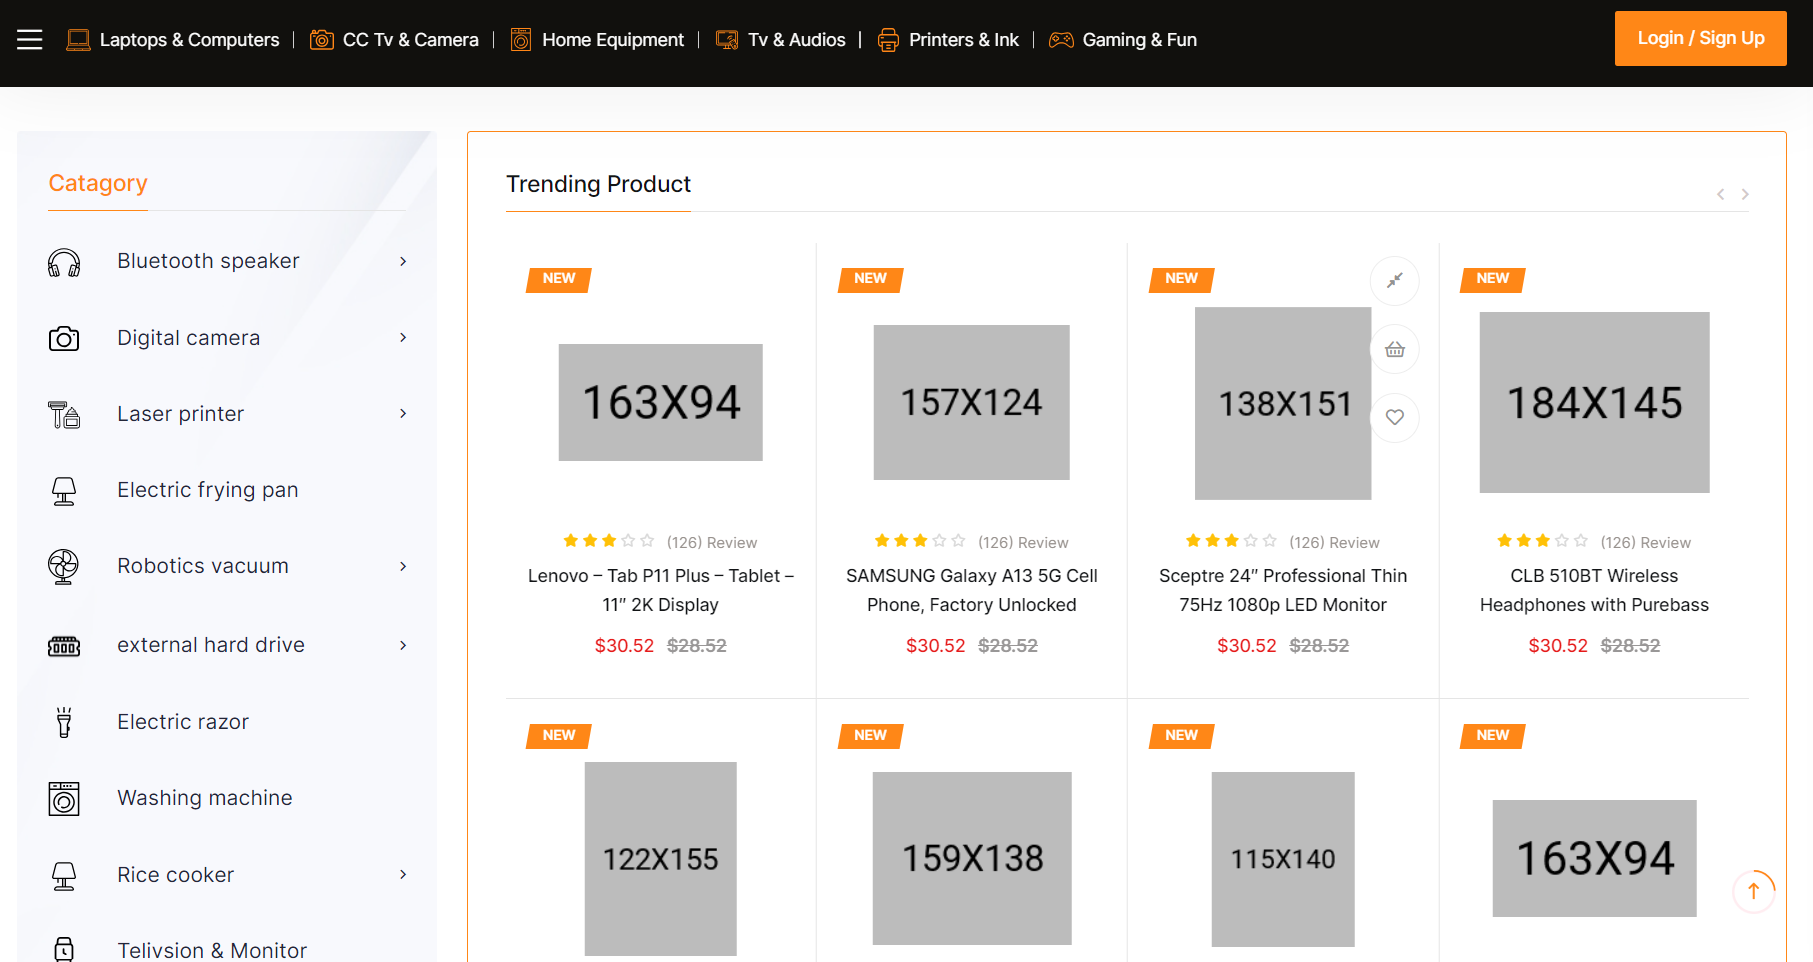 Laptops & Computers | CC Tv & Camera | Home Equipment | Tv & Audios | Printers & Ink | Gaming & Fun
Login / Sign Up
Catagory
Bluetooth speaker
Digital camera
Laser printer
Electric frying pan
Robotics vacuum
external hard drive
Electric razor
Washing machine
Rice cooker
Telivsion & Monitor
Trending Product
NEW
163X94
(126) Review
Lenovo – Tab P11 Plus – Tablet –
11″ 2K Display
$30.52 $28.52
NEW
157X124
(126) Review
SAMSUNG Galaxy A13 5G Cell
Phone, Factory Unlocked
$30.52 $28.52
NEW
138X151
(126) Review
Sceptre 24″ Professional Thin
75Hz 1080p LED Monitor
$30.52 $28.52
NEW
184X145
(126) Review
CLB 510BT Wireless
Headphones with Purebass
$30.52 $28.52
NEW
122X155
NEW
159X138
NEW
115X140
NEW
163X94